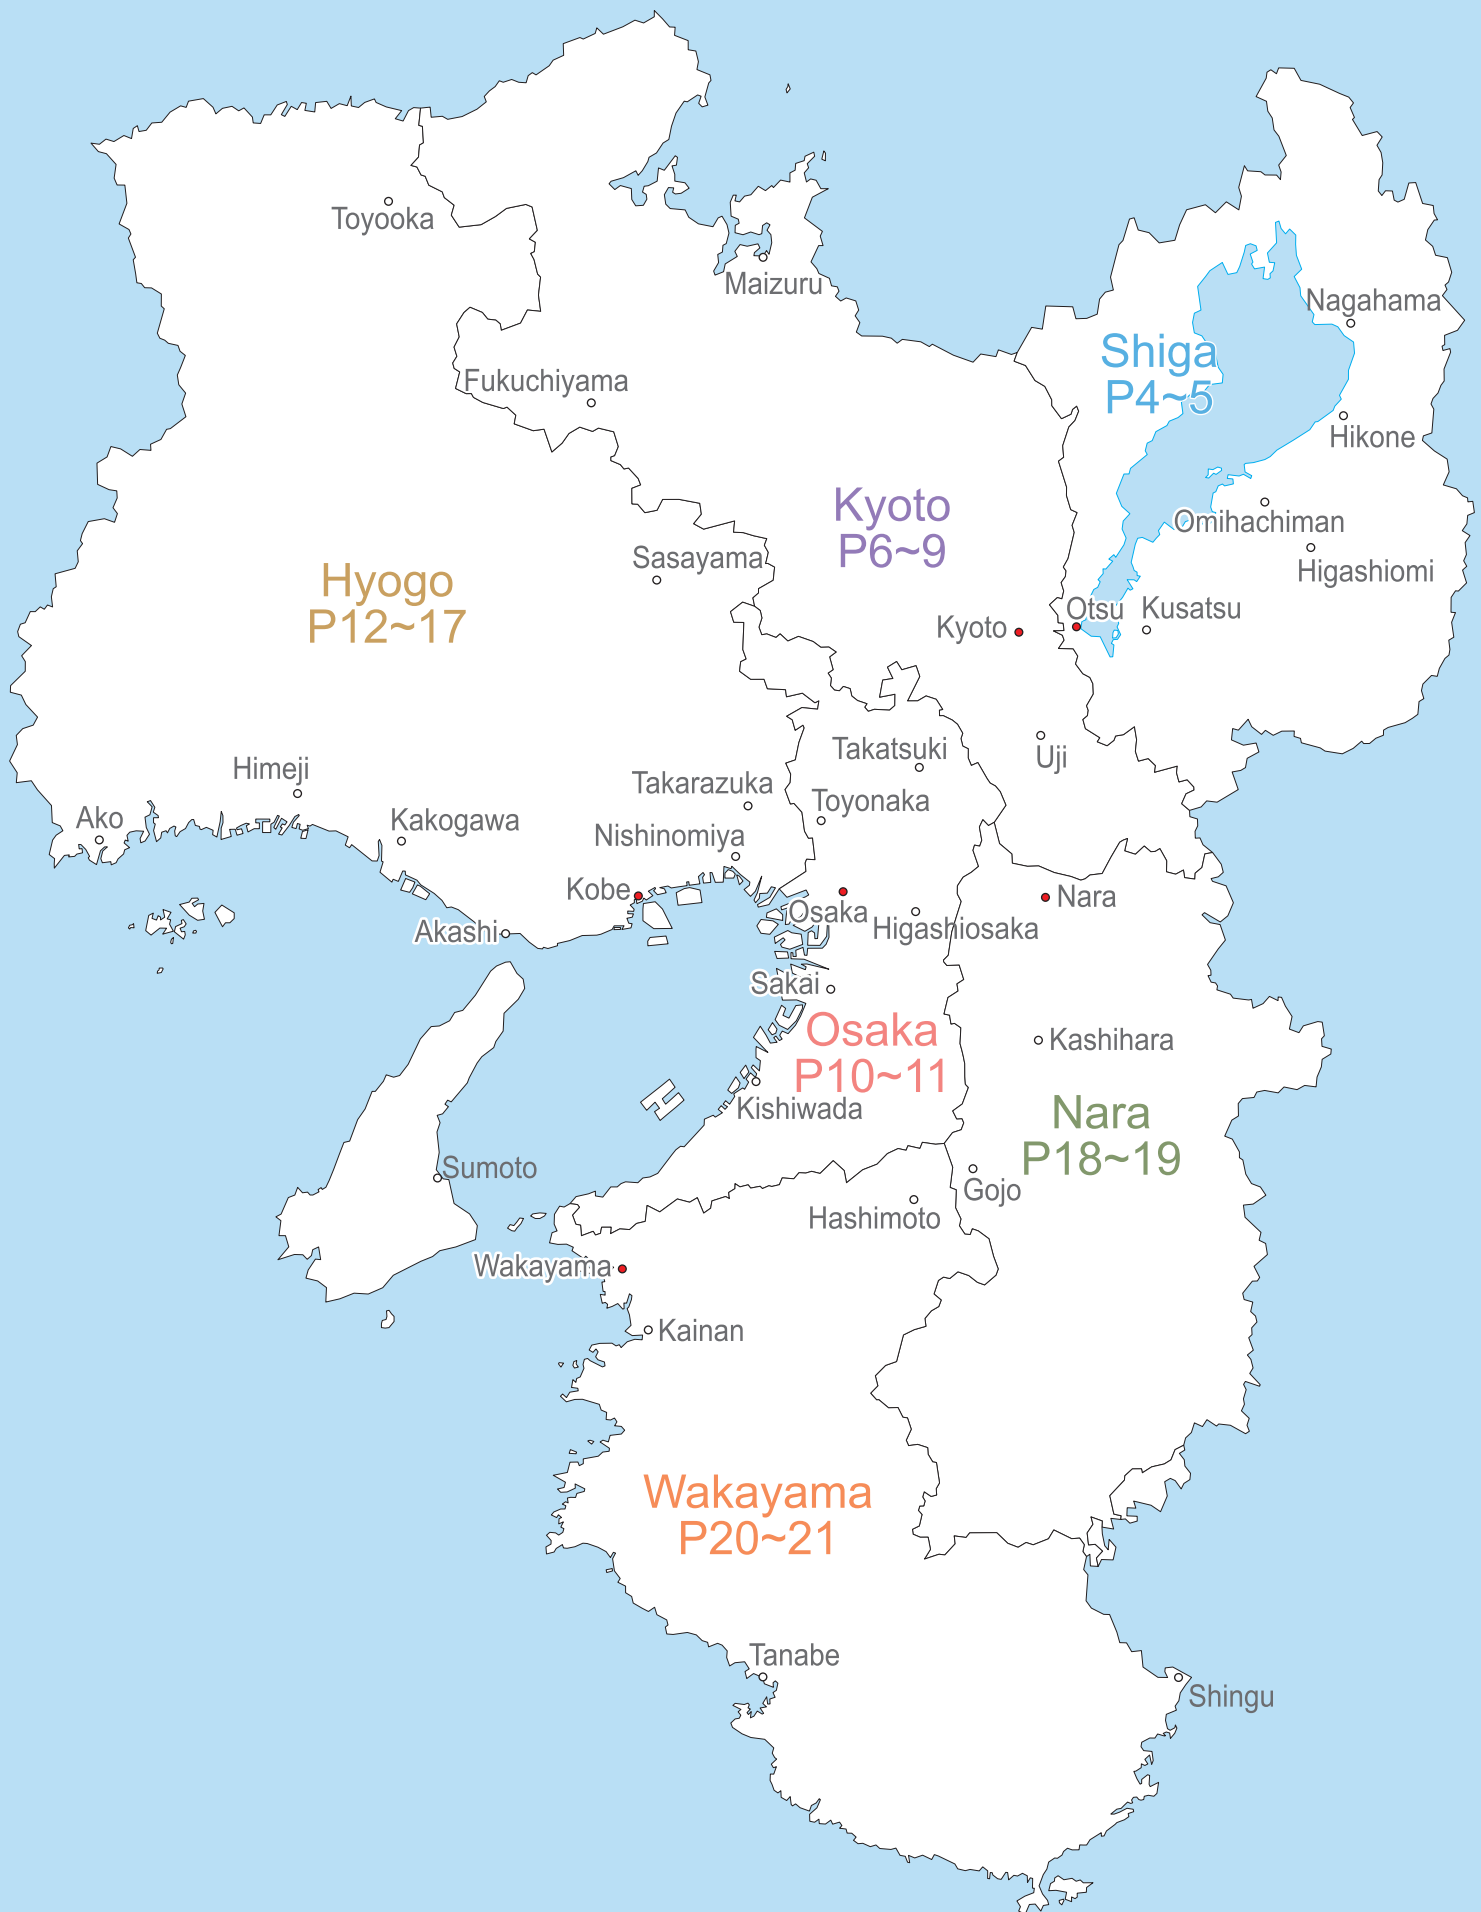 Toyooka
Maizuru
Nagahama
Shiga
P4~5
Fukuchiyama
Hikone
Kyoto
P6~9
Omihachiman
Sasayama
Higashiomi
Hyogo
P12~17
Otsu
Kusatsu
Kyoto
Takatsuki
Uji
Himeji
Takarazuka
Toyonaka
Ako
Kakogawa
Nishinomiya
Kobe
Nara
Osaka
Higashiosaka
Akashi
Sakai
Osaka
P10~11
Kashihara
Kishiwada
Nara
P18~19
Sumoto
Gojo
Hashimoto
Wakayama
Kainan
Wakayama
P20~21
Tanabe
Shingu